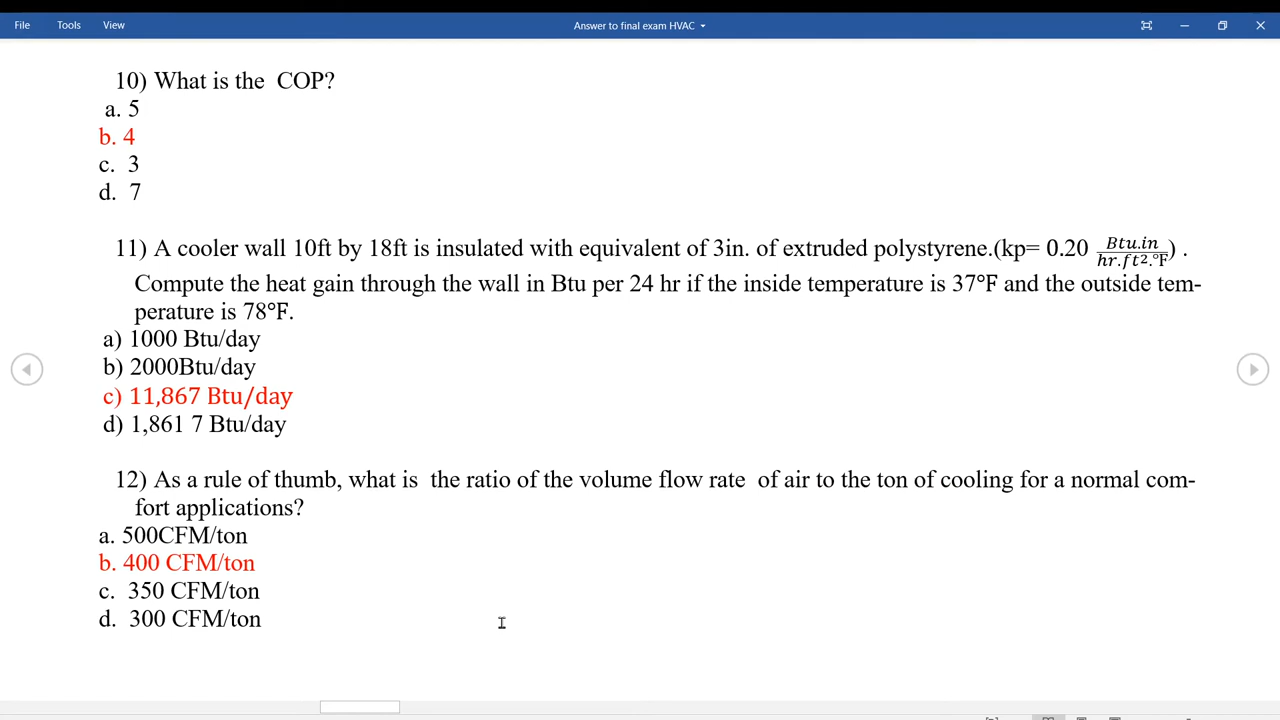 File Tools View Answer to final exam HVAC
10) What is the COP?
a. 5
b. 4
c. 3
d. 7
11) A cooler wall 10ft by 18ft is insulated with equivalent of 3in. of extruded polystyrene.(kp= 0.20 Btu.in/hr.ft².°F) .
Compute the heat gain through the wall in Btu per 24 hr if the inside temperature is 37°F and the outside tem-
perature is 78°F.
a) 1000 Btu/day
b) 2000Btu/day
c) 11,867 Btu/day
d) 1,861 7 Btu/day
12) As a rule of thumb, what is the ratio of the volume flow rate of air to the ton of cooling for a normal com-
fort applications?
a. 500CFM/ton
b. 400 CFM/ton
c. 350 CFM/ton
d. 300 CFM/ton